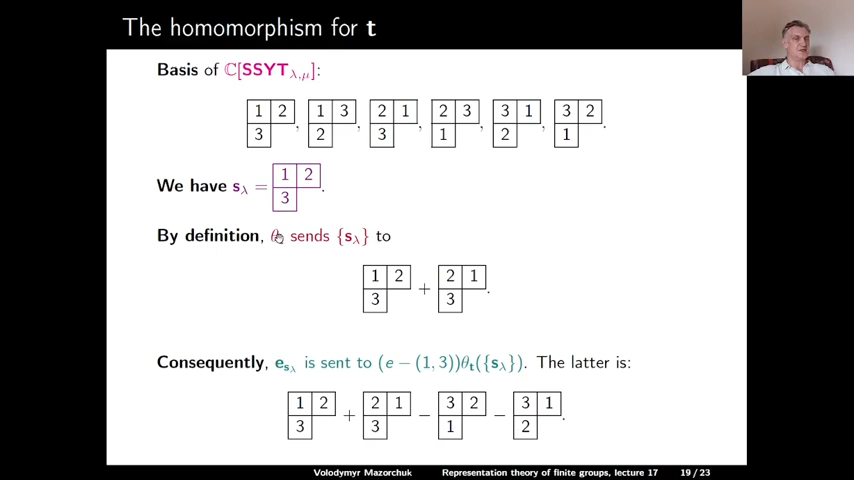 The homomorphism for t
Basis of ℂ[SSYT_{λ,μ}]:
1 2 , 1 3 , 2 1 , 2 3 , 3 1 , 3 2 .
3 2 3 1 2 1
We have s_λ = 1 2 .
3
By definition, sends {s_λ} to
1 2 + 2 1 .
3 3
Consequently, e_{s_λ} is sent to (e − (1, 3))θ_t({s_λ}). The latter is:
1 2 + 2 1 − 3 2 − 3 1 .
3 3 1 2
Volodymyr Mazorchuk Representation theory of finite groups, lecture 17 19 / 23